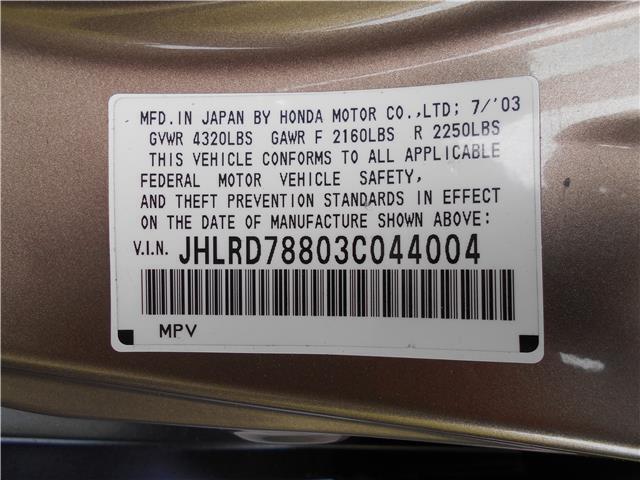 MFD.IN JAPAN BY HONDA MOTOR CO.,LTD; 7/'03
GVWR 4320LBS GAWR F 2160LBS R 2250LBS
THIS VEHICLE CONFORMS TO ALL APPLICABLE
FEDERAL MOTOR VEHICLE SAFETY,
AND THEFT PREVENTION STANDARDS IN EFFECT
ON THE DATE OF MANUFACTURE SHOWN ABOVE:
V.I.N. JHLRD78803C044004
MPV